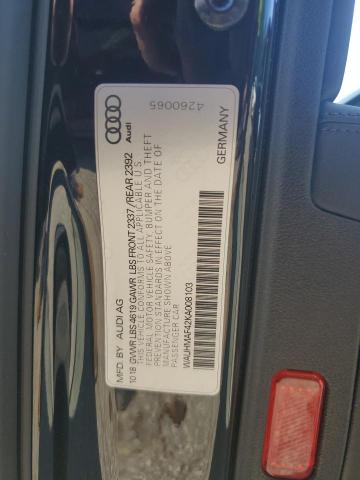 Audi
4260065
MFD. BY AUDI AG
GERMANY
10 18 GVWR LBS 4619 GAWR LBS FRONT 2337 / REAR 2392
THIS VEHICLE CONFORMS TO ALL APPLICABLE U.S.
FEDERAL MOTOR VEHICLE SAFETY, BUMPER AND THEFT
PREVENTION STANDARDS IN EFFECT ON THE DATE OF
MANUFACTURE SHOWN ABOVE.
PASSENGER CAR
WAUHMAF42KA008103